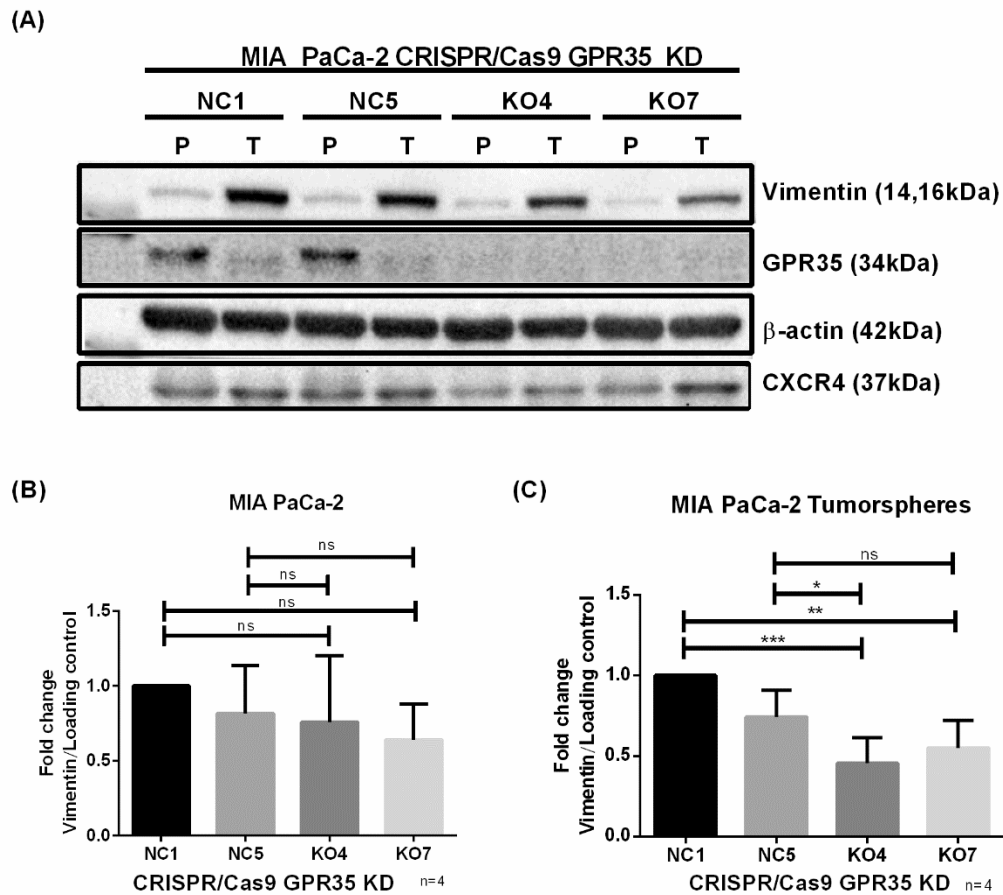 (A)
MIA PaCa-2 CRISPR/Cas9 GPR35 KD
NC1 NC5 KO4 KO7
P T P T P T P T
Vimentin (14,16kDa)
GPR35 (34kDa)
β-actin (42kDa)
CXCR4 (37kDa)
(B)
MIA PaCa-2
ns
ns
ns
ns
Fold change
Vimentin/Loading control
1.5
1.0
0.5
0.0
NC1 NC5 KO4 KO7
CRISPR/Cas9 GPR35 KD n=4
(C)
MIA PaCa-2 Tumorspheres
ns
*
**
***
Fold change
Vimentin/Loading control
1.5
1.0
0.5
0.0
NC1 NC5 KO4 KO7
CRISPR/Cas9 GPR35 KD n=4